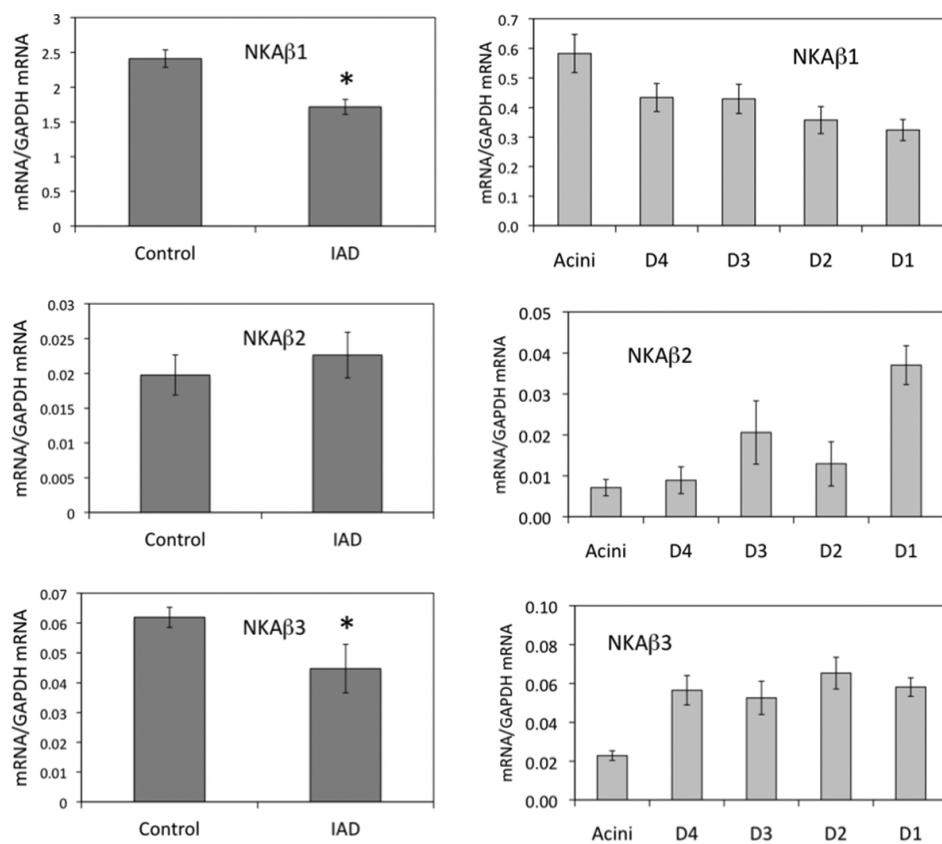 mRNA/GAPDH mRNA
3
2.5
2
1.5
1
0.5
0
NKAβ1
*
Control IAD
mRNA/GAPDH mRNA
0.7
0.6
0.5
0.4
0.3
0.2
0.1
0.0
NKAβ1
Acini D4 D3 D2 D1
mRNA/GAPDH mRNA
0.03
0.025
0.02
0.015
0.01
0.005
0
NKAβ2
Control IAD
mRNA/GAPDH mRNA
0.05
0.04
0.03
0.02
0.01
0.00
NKAβ2
Acini D4 D3 D2 D1
mRNA/GAPDH mRNA
0.07
0.06
0.05
0.04
0.03
0.02
0.01
0
NKAβ3
*
Control IAD
mRNA/GAPDH mRNA
0.10
0.08
0.06
0.04
0.02
0.00
NKAβ3
Acini D4 D3 D2 D1